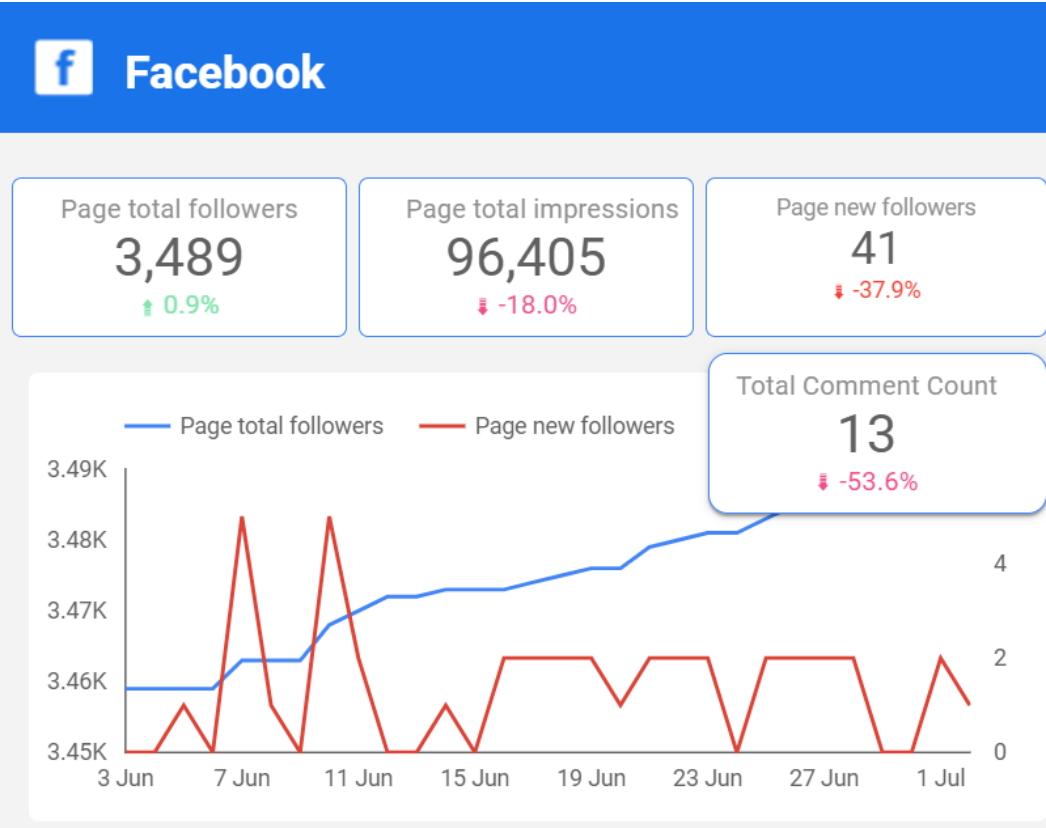 f Facebook
Page total followers
3,489
0.9%
Page total impressions
96,405
-18.0%
Page new followers
41
-37.9%
Total Comment Count
13
-53.6%
Page total followers
Page new followers
3.49K
3.48K
3.47K
3.46K
3.45K
4
2
0
3 Jun 7 Jun 11 Jun 15 Jun 19 Jun 23 Jun 27 Jun 1 Jul